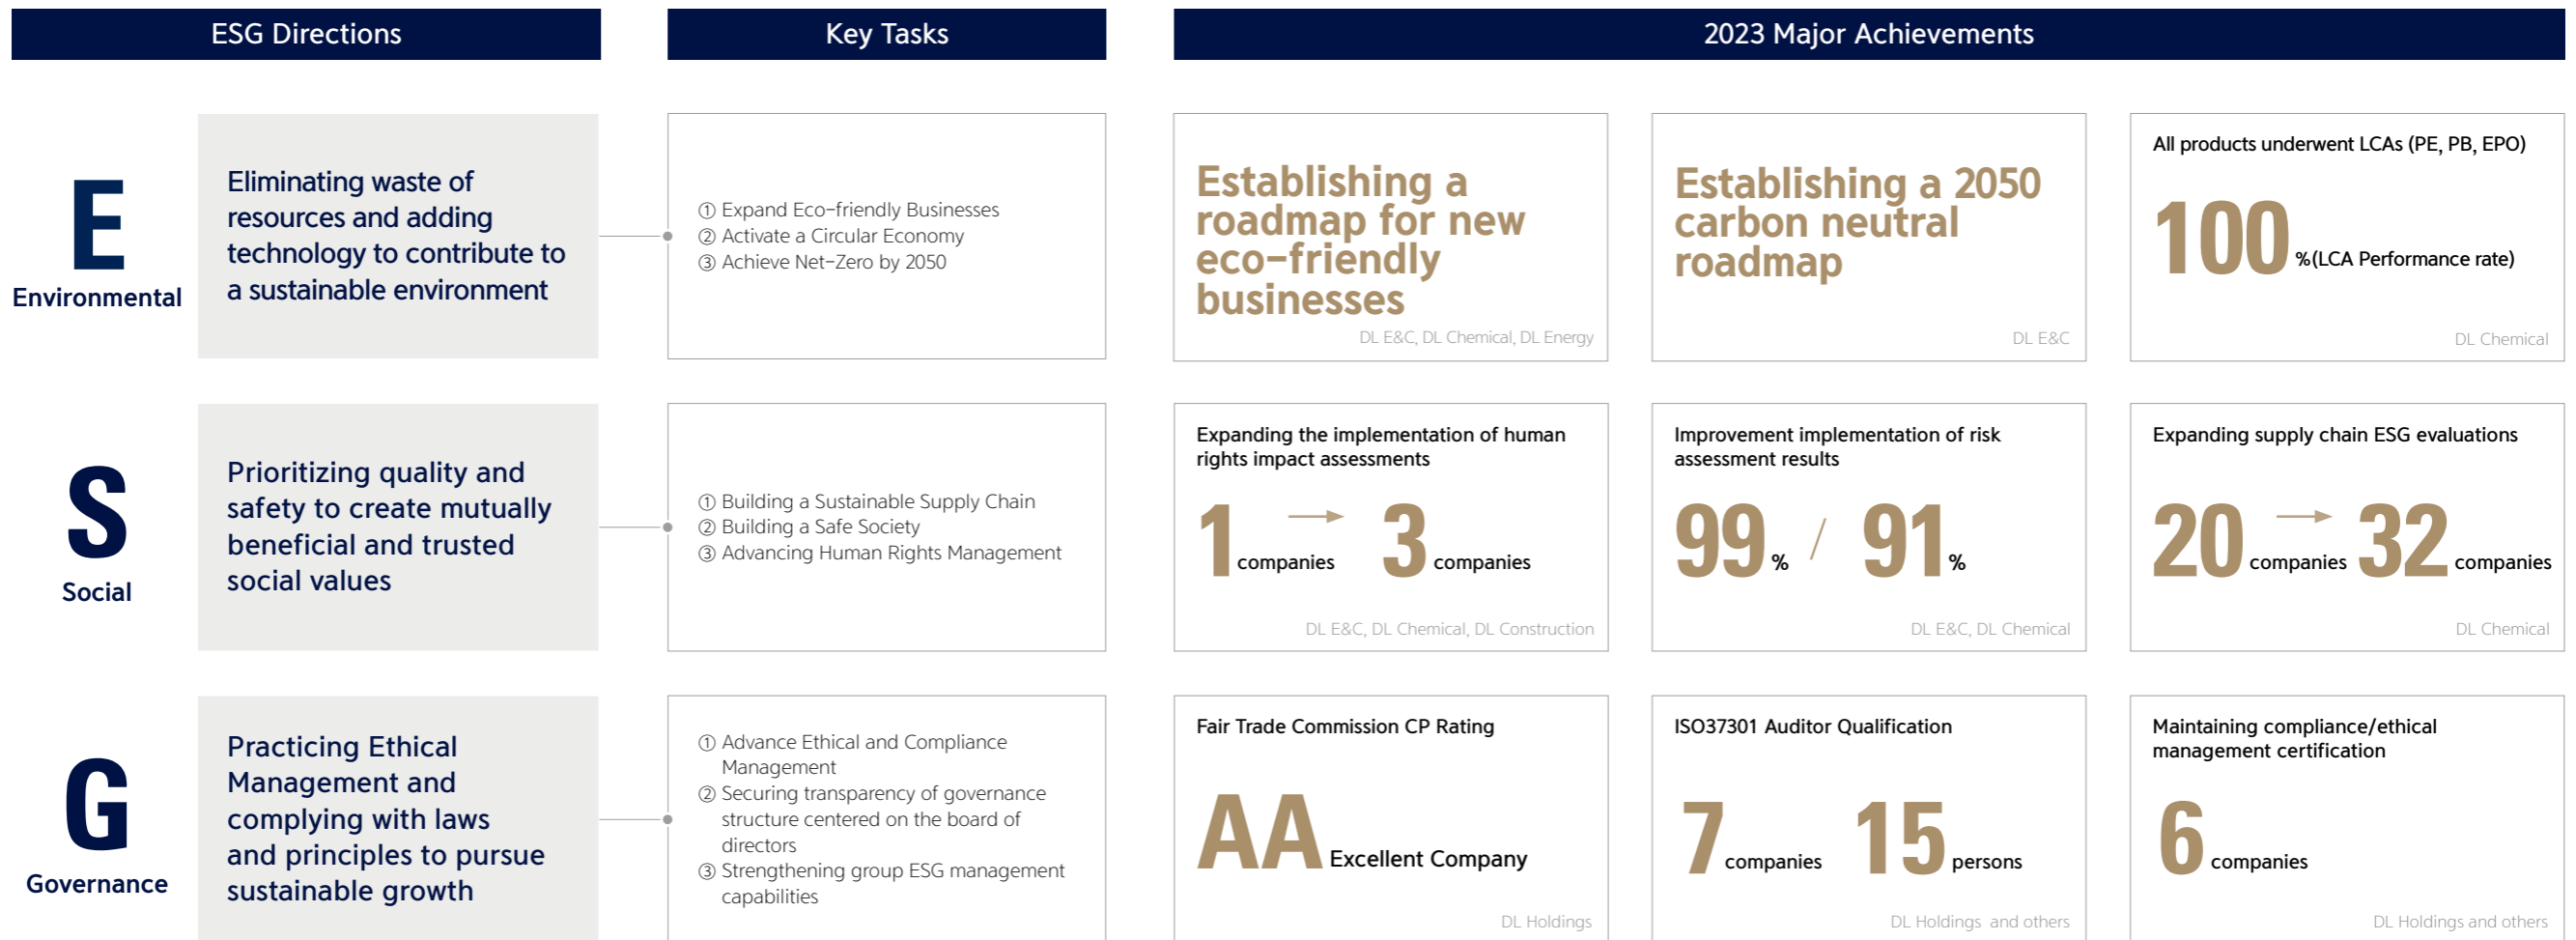 ESG Directions
Key Tasks
2023 Major Achievements
E
Environmental
Eliminating waste of
resources and adding
technology to contribute to
a sustainable environment
① Expand Eco-friendly Businesses
② Activate a Circular Economy
③ Achieve Net-Zero by 2050
Establishing a
roadmap for new
eco-friendly
businesses
DL E&C, DL Chemical, DL Energy
Establishing a 2050
carbon neutral
roadmap
DL E&C
All products underwent LCAs (PE, PB, EPO)
100 %(LCA Performance rate)
DL Chemical
S
Social
Prioritizing quality and
safety to create mutually
beneficial and trusted
social values
① Building a Sustainable Supply Chain
② Building a Safe Society
③ Advancing Human Rights Management
Expanding the implementation of human
rights impact assessments
1 companies → 3 companies
DL E&C, DL Chemical, DL Construction
Improvement implementation of risk
assessment results
99 % / 91 %
DL E&C, DL Chemical
Expanding supply chain ESG evaluations
20 companies → 32 companies
DL Chemical
G
Governance
Practicing Ethical
Management and
complying with laws
and principles to pursue
sustainable growth
① Advance Ethical and Compliance
Management
② Securing transparency of governance
structure centered on the board of
directors
③ Strengthening group ESG management
capabilities
Fair Trade Commission CP Rating
AA Excellent Company
DL Holdings
ISO37301 Auditor Qualification
7 companies 15 persons
DL Holdings and others
Maintaining compliance/ethical
management certification
6 companies
DL Holdings and others